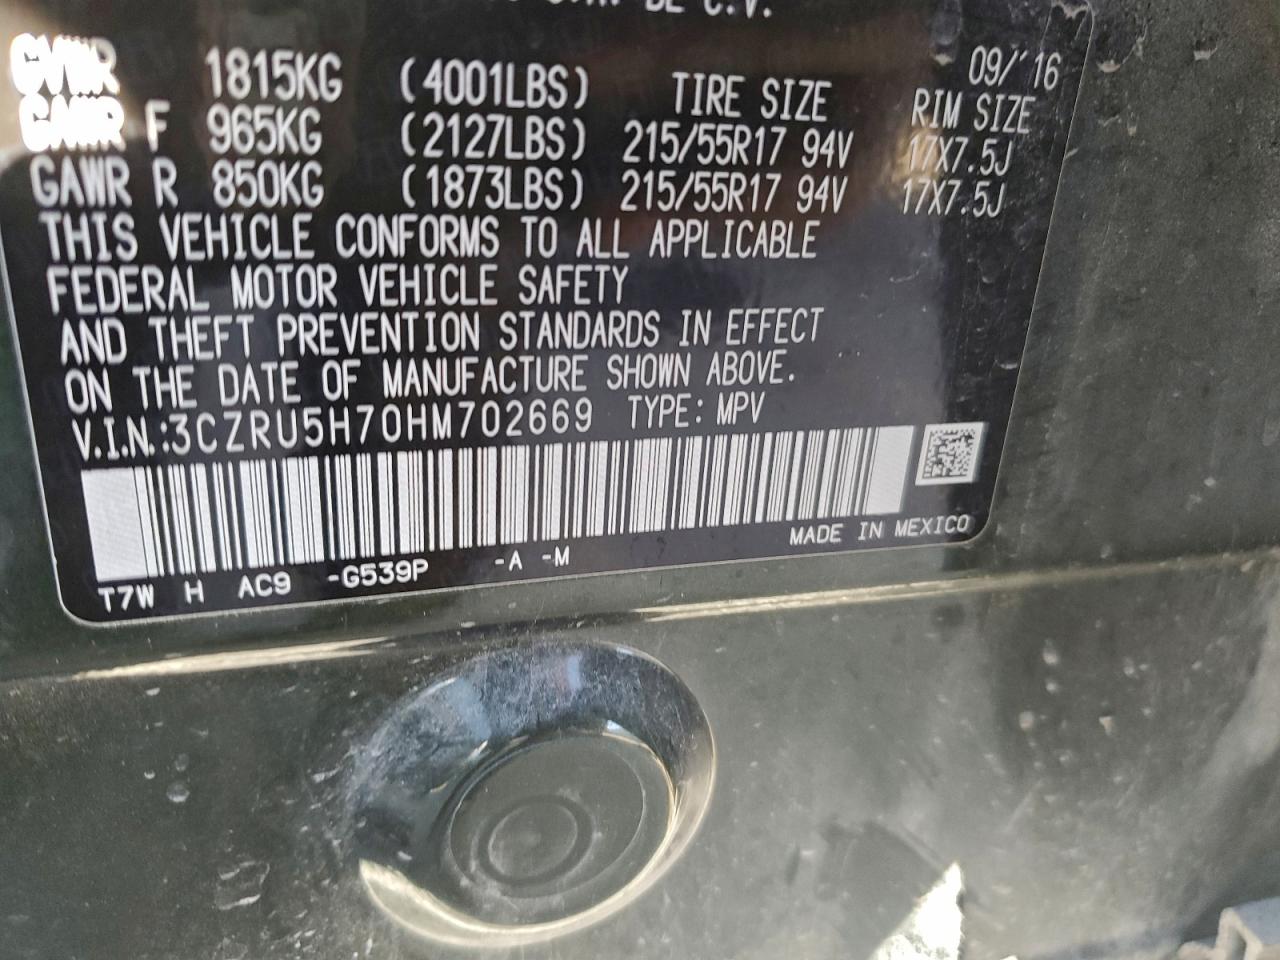 DE C.V.
09/'16
GVWR 1815KG (4001LBS) TIRE SIZE RIM SIZE
GAWR F 965KG (2127LBS) 215/55R17 94V 17X7.5J
GAWR R 850KG (1873LBS) 215/55R17 94V 17X7.5J
THIS VEHICLE CONFORMS TO ALL APPLICABLE
FEDERAL MOTOR VEHICLE SAFETY
AND THEFT PREVENTION STANDARDS IN EFFECT
ON THE DATE OF MANUFACTURE SHOWN ABOVE.
V.I.N.:3CZRU5H70HM702669 TYPE: MPV
MADE IN MEXICO
T7W H AC9 -G539P -A -M